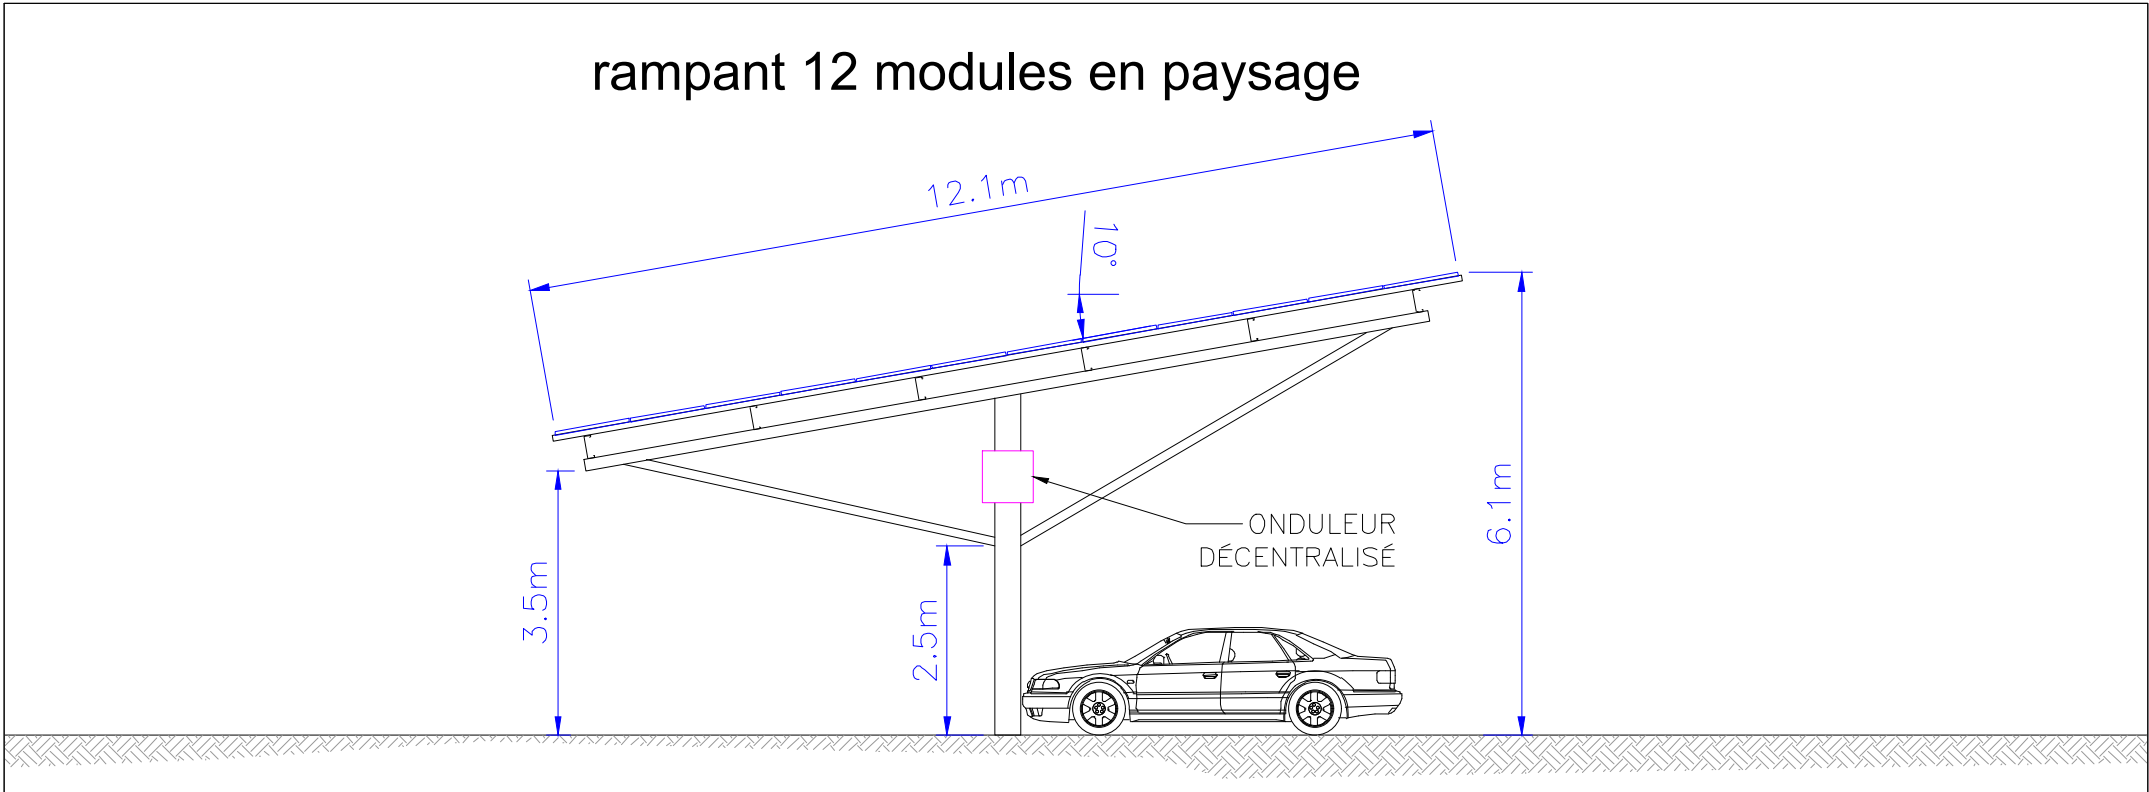 rampant 12 modules en paysage
12.1m
10°
3.5m
2.5m
6.1m
ONDULEUR
DÉCENTRALISÉ